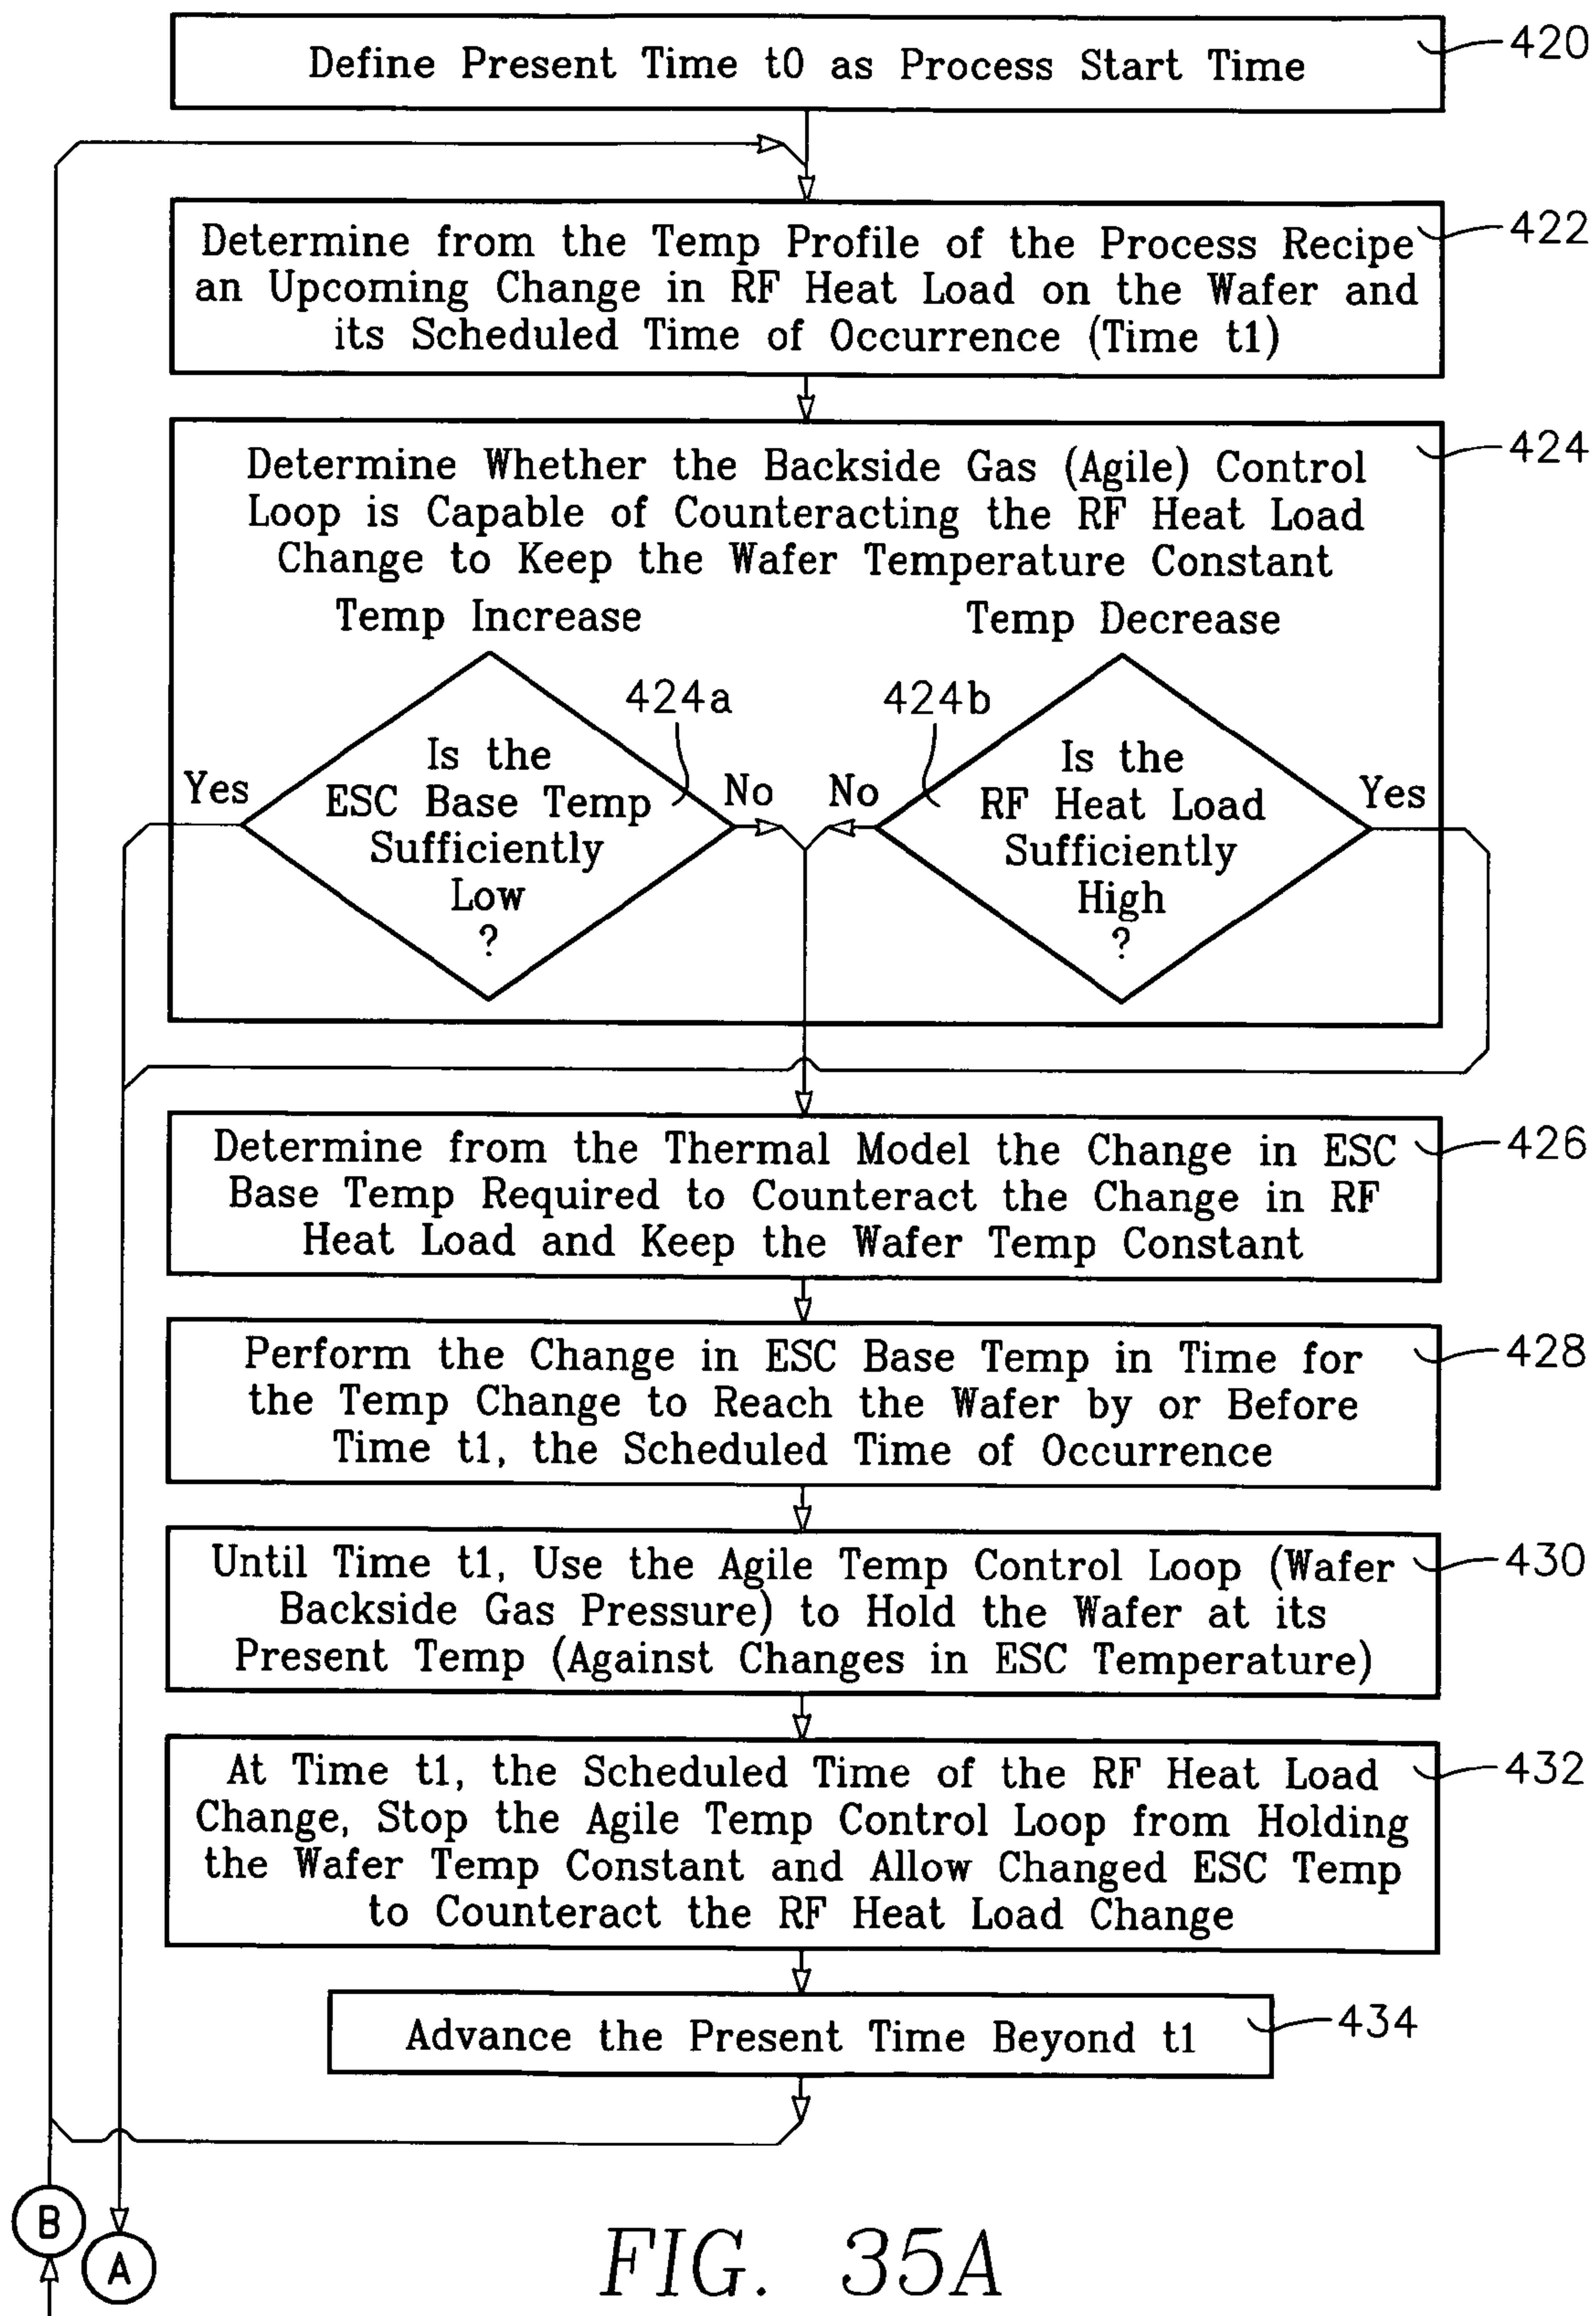 Define Present Time t0 as Process Start Time
420
Determine from the Temp Profile of the Process Recipe
an Upcoming Change in RF Heat Load on the Wafer and
its Scheduled Time of Occurrence (Time t1)
422
Determine Whether the Backside Gas (Agile) Control
Loop is Capable of Counteracting the RF Heat Load
Change to Keep the Wafer Temperature Constant
424
Temp Increase
Temp Decrease
424a
424b
Yes
Is the
ESC Base Temp
Sufficiently
Low
?
No
No
Is the
RF Heat Load
Sufficiently
High
?
Yes
Determine from the Thermal Model the Change in ESC
Base Temp Required to Counteract the Change in RF
Heat Load and Keep the Wafer Temp Constant
426
Perform the Change in ESC Base Temp in Time for
the Temp Change to Reach the Wafer by or Before
Time t1, the Scheduled Time of Occurrence
428
Until Time t1, Use the Agile Temp Control Loop (Wafer
Backside Gas Pressure) to Hold the Wafer at its
Present Temp (Against Changes in ESC Temperature)
430
At Time t1, the Scheduled Time of the RF Heat Load
Change, Stop the Agile Temp Control Loop from Holding
the Wafer Temp Constant and Allow Changed ESC Temp
to Counteract the RF Heat Load Change
432
Advance the Present Time Beyond t1
434
B
A
FIG. 35A